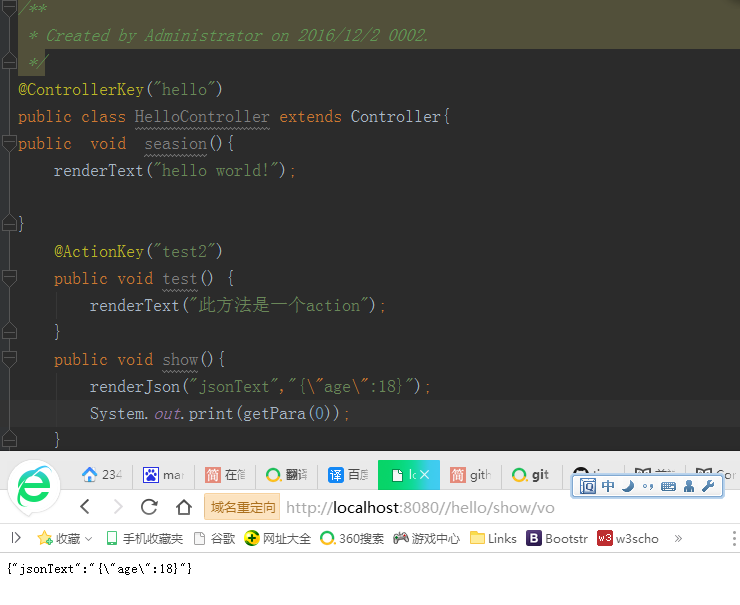 /**
* Created by Administrator on 2016/12/2 0002.
*/
@ControllerKey("hello")
public class HelloController extends Controller{
public void seasion(){
renderText("hello world!");
}
@ActionKey("test2")
public void test() {
renderText("此方法是一个action");
}
public void show(){
renderJson("jsonText","{\"age\":18}");
System.out.print(getPara(0));
}
234 mar 简 在 翻 译 百 简 gith git
中
域名重定向 http://localhost:8080//hello/show/vo
收藏 手机收藏夹 谷歌 网址大全 360搜索 游戏中心 Links B Bootstr w3 w3scho »
{"jsonText":"{\"age\":18}"}